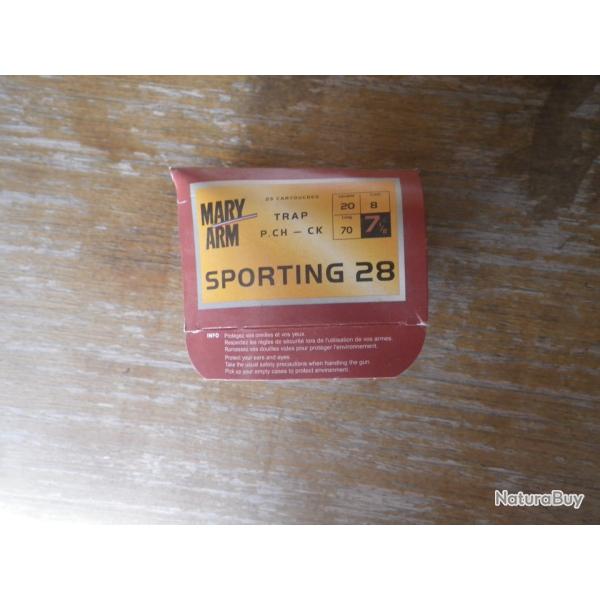 MARY ARM
25 CARTOUCHES
TRAP
P.CH – CK
20 8
Long 70 7 1/2
SPORTING 28
INFO Protégez vos oreilles et vos yeux.
Respectez les règles de sécurité lors de l'utilisation de vos armes.
Ramassez vos douilles vides pour protéger l'environnement.
Protect your ears and eyes.
Take the usual safety precautions when handling the gun
Pick up your empty cases to protect environment.
NaturaBuy